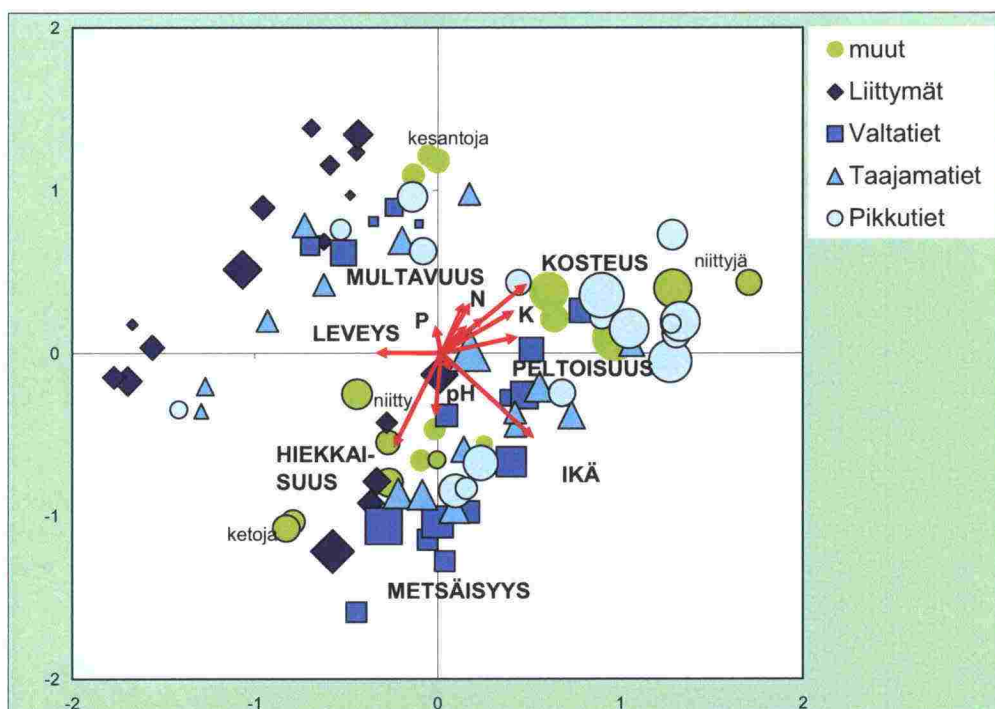 2
muut
Liittymät
kesantoja
Valtatiet
1
Taajamatiet
Pikkutiet
KOSTEUS
niittyjä
MULTAVUUS
N
K
P
LEVEYS
0
PELTOISUUS
pH
niitty
HIEKKAI-
SUUS
IKÄ
-1
ketoja
METSÄISYYS
-2
-2
-1
0
1
2